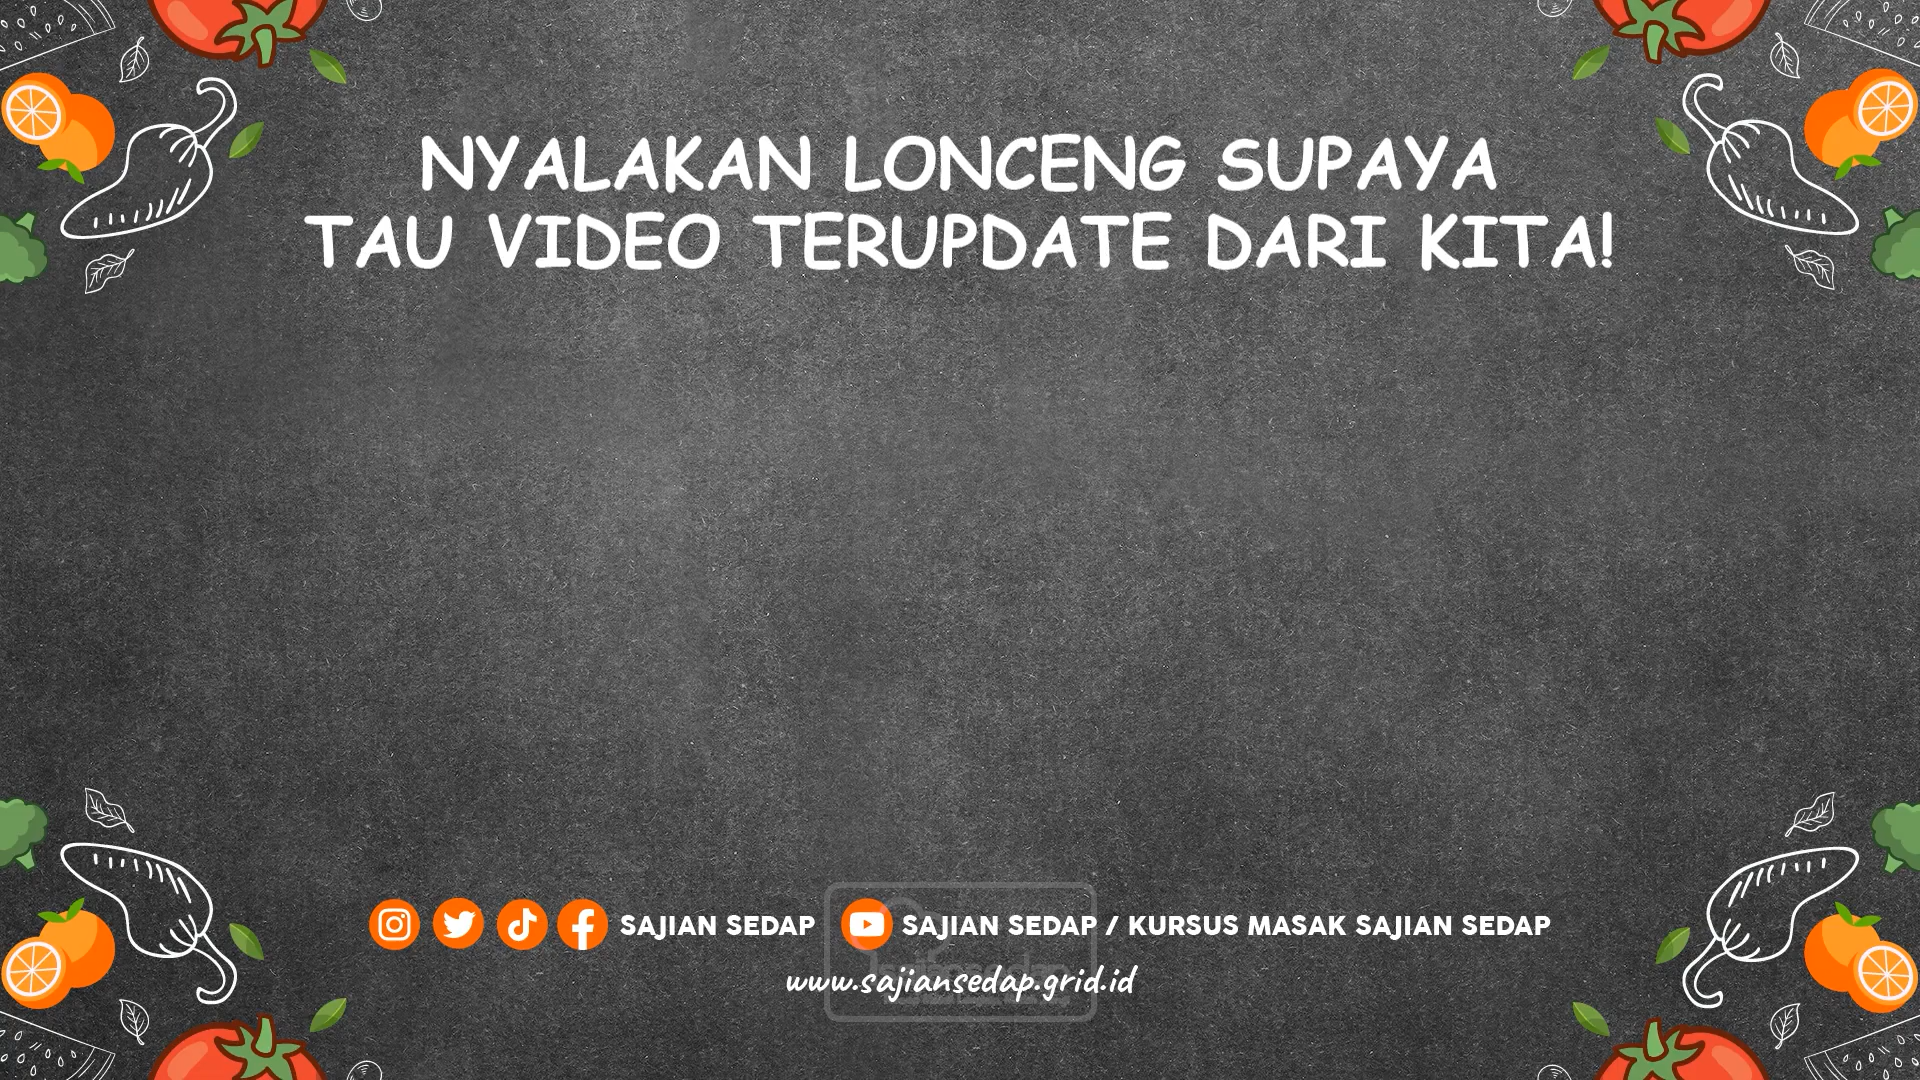 NYALAKAN LONCENG SUPAYA
TAU VIDEO TERUPDATE DARI KITA!
SAJIAN SEDAP SAJIAN SEDAP / KURSUS MASAK SAJIAN SEDAP
www.sajiansedap.grid.id